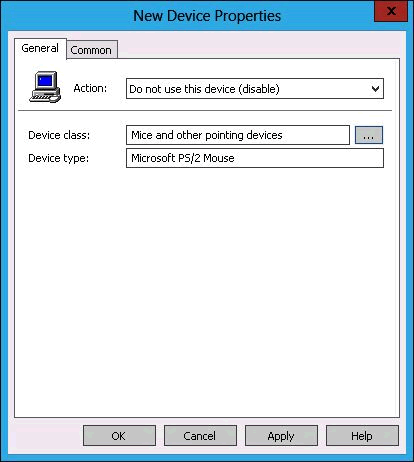 New Device Properties
X
General Common
Action: Do not use this device (disable)
Device class: Mice and other pointing devices ...
Device type: Microsoft PS/2 Mouse
OK Cancel Apply Help